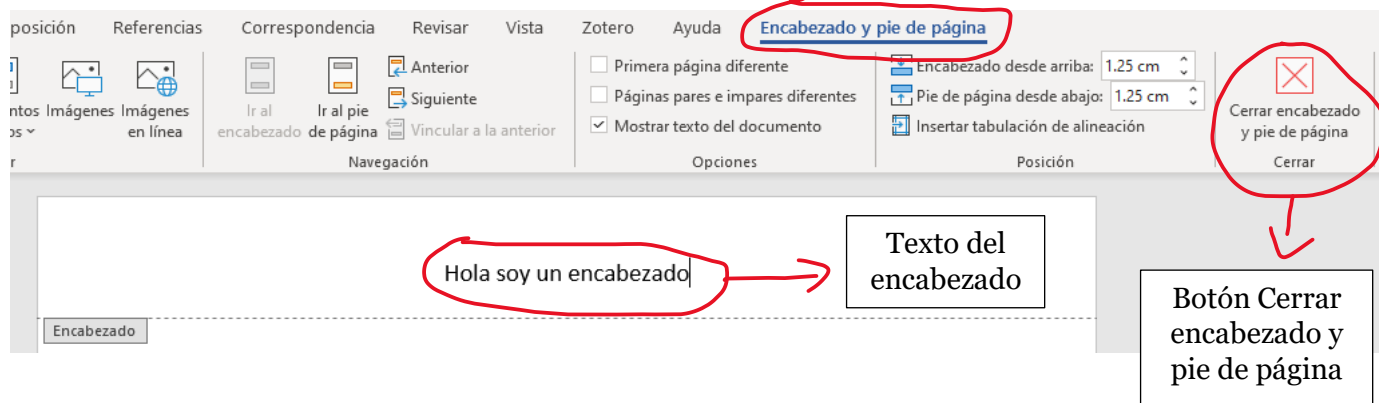 posición Referencias Correspondencia Revisar Vista Zotero Ayuda Encabezado y pie de página
ntos Imágenes Imágenes
os en línea
Ir al
encabezado
Ir al pie
de página
Anterior
Siguiente
Vincular a la anterior
Navegación
Primera página diferente
Páginas pares e impares diferentes
Mostrar texto del documento
Opciones
Encabezado desde arriba: 1.25 cm
Pie de página desde abajo: 1.25 cm
Insertar tabulación de alineación
Posición
Cerrar encabezado
y pie de página
Cerrar
Hola soy un encabezado
Texto del
encabezado
Encabezado
Botón Cerrar
encabezado y
pie de página